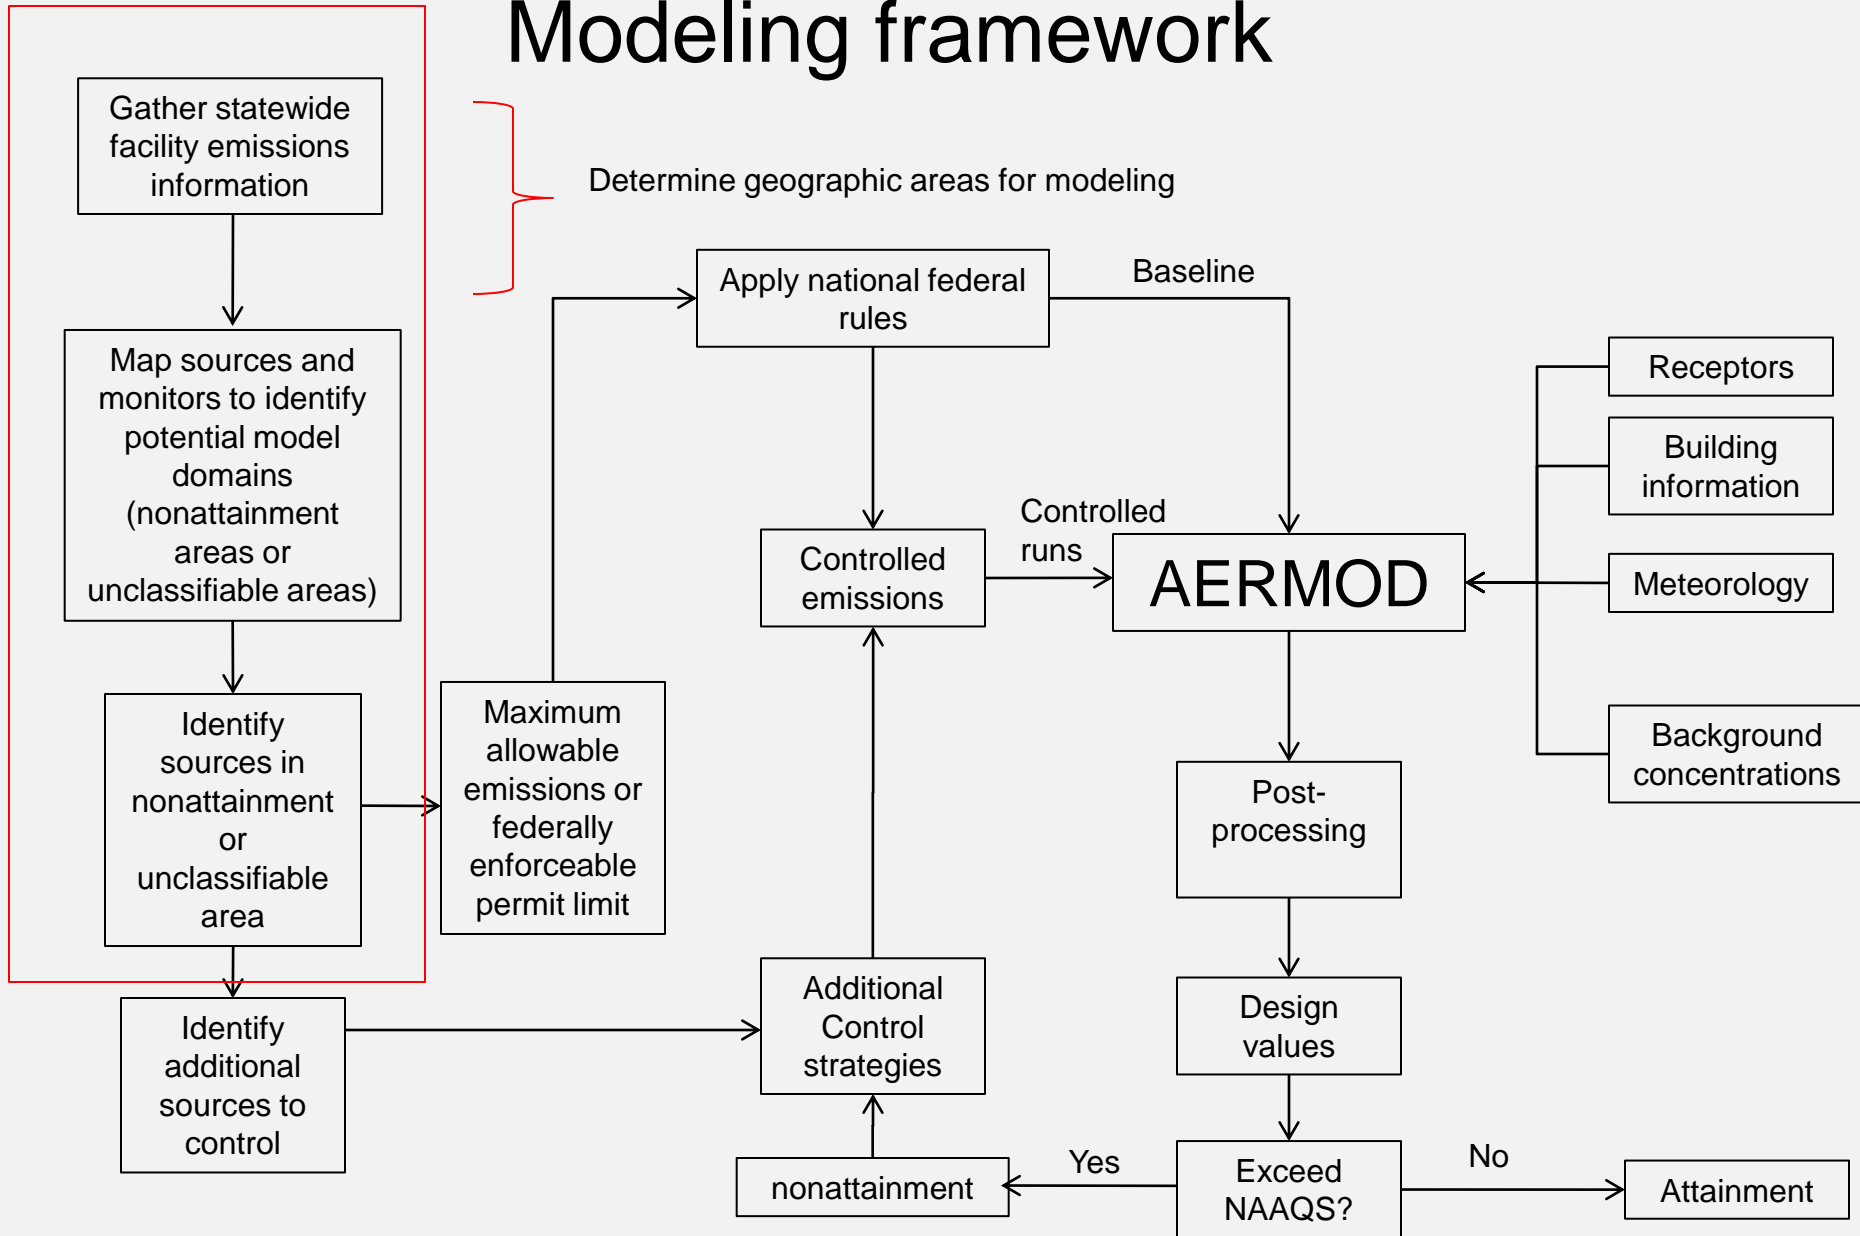 Modeling framework
Gather statewide
facility emissions
information
Determine geographic areas for modeling
Map sources and
monitors to identify
potential model
domains
(nonattainment
areas or
unclassifiable areas)
Identify
sources in
nonattainment
or
unclassifiable
area
Identify
additional
sources to
control
Maximum
allowable
emissions or
federally
enforceable
permit limit
Apply national federal
rules
Baseline
Controlled
emissions
Controlled
runs
AERMOD
Receptors
Building
information
Meteorology
Background
concentrations
Post-
processing
Design
values
Exceed
NAAQS?
Yes
No
Attainment
nonattainment
Additional
Control
strategies